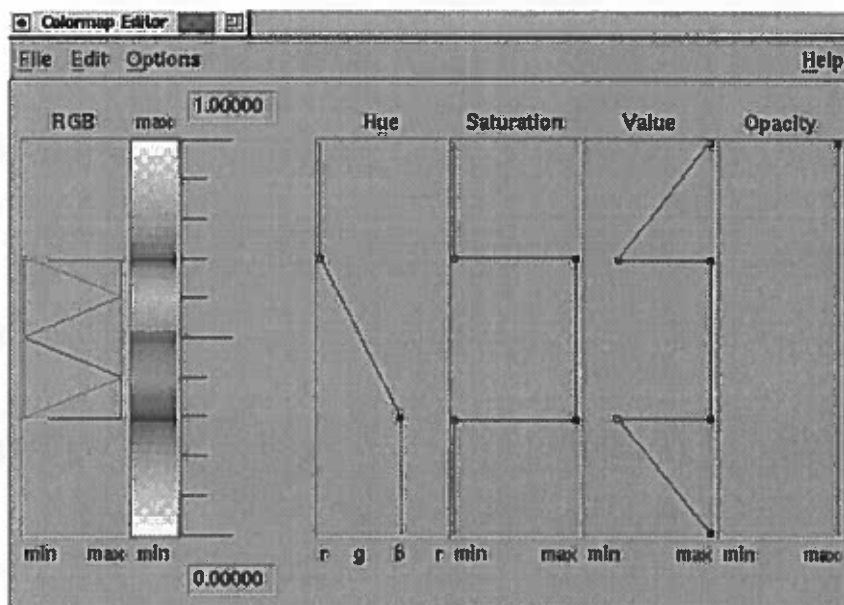 Colormap Editor
File Edit Options Help
1.00000
RGB max Hue Saturation Value Opacity
min max min r g b r min max min max min max
0.00000